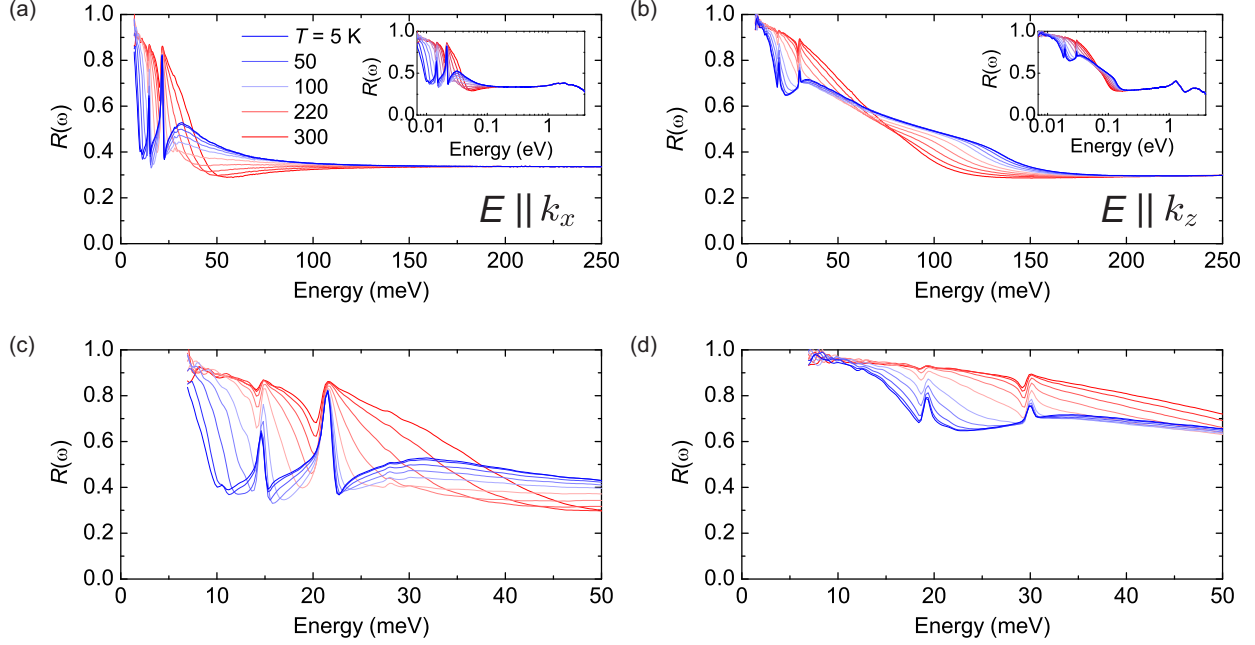 (a)
1.0
0.8
0.6
0.4
0.2
0.0
R(ω)
0 50 100 150 200 250
Energy (meV)
T = 5 K
50
100
220
300
1.0
0.5
0.0
R(ω)
0.01 0.1 1
Energy (eV)
E || k_x
(b)
1.0
0.8
0.6
0.4
0.2
0.0
R(ω)
0 50 100 150 200 250
Energy (meV)
1.0
0.5
0.0
R(ω)
0.01 0.1 1
Energy (eV)
E || k_z
(c)
1.0
0.8
0.6
0.4
0.2
0.0
R(ω)
0 10 20 30 40 50
Energy (meV)
(d)
1.0
0.8
0.6
0.4
0.2
0.0
R(ω)
0 10 20 30 40 50
Energy (meV)